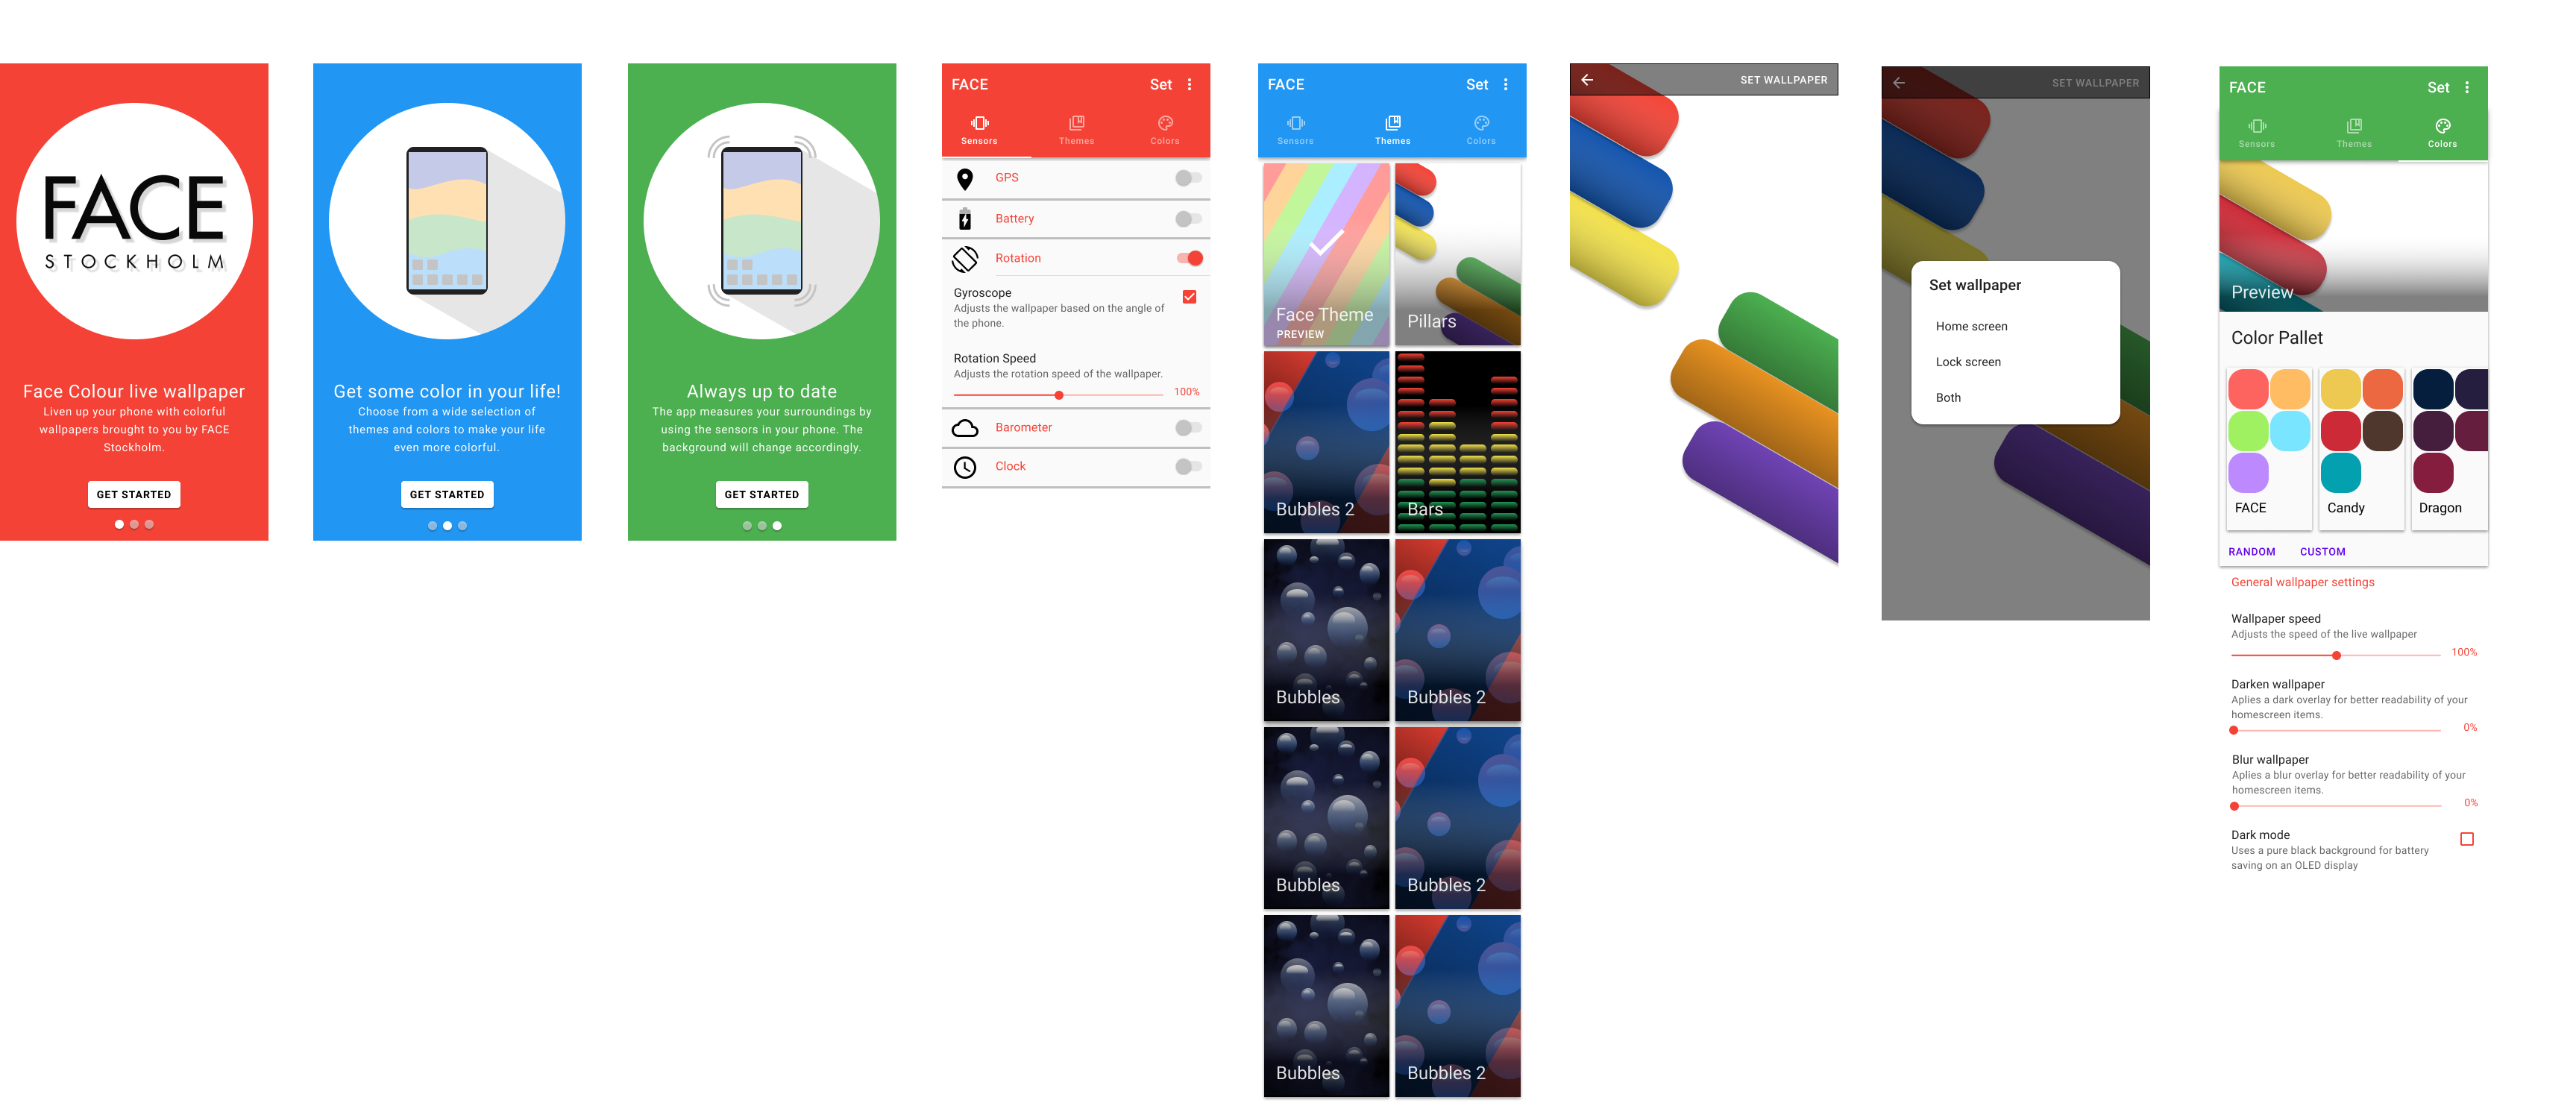 FACE
STOCKHOLM
Face Colour live wallpaper
Liven up your phone with colorful
wallpapers brought to you by FACE
Stockholm.
GET STARTED
Get some color in your life!
Choose from a wide selection of
themes and colors to make your life
even more colorful.
GET STARTED
Always up to date
The app measures your surroundings by
using the sensors in your phone. The
background will change accordingly.
GET STARTED
FACE
Set
Sensors
Themes
Colors
GPS
Battery
Rotation
Gyroscope
Adjusts the wallpaper based on the angle of
the phone.
Rotation Speed
Adjusts the rotation speed of the wallpaper.
100%
Barometer
Clock
FACE
Set
Sensors
Themes
Colors
Face Theme
PREVIEW
Pillars
Bubbles 2
Bars
Bubbles
Bubbles 2
Bubbles
Bubbles 2
Bubbles
Bubbles 2
SET WALLPAPER
SET WALLPAPER
Set wallpaper
Home screen
Lock screen
Both
FACE
Set
Sensors
Themes
Colors
Preview
Color Pallet
FACE
Candy
Dragon
RANDOM
CUSTOM
General wallpaper settings
Wallpaper speed
Adjusts the speed of the live wallpaper
100%
Darken wallpaper
Aplies a dark overlay for better readability of your
homescreen items.
0%
Blur wallpaper
Aplies a blur overlay for better readability of your
homescreen items.
0%
Dark mode
Uses a pure black background for battery
saving on an OLED display